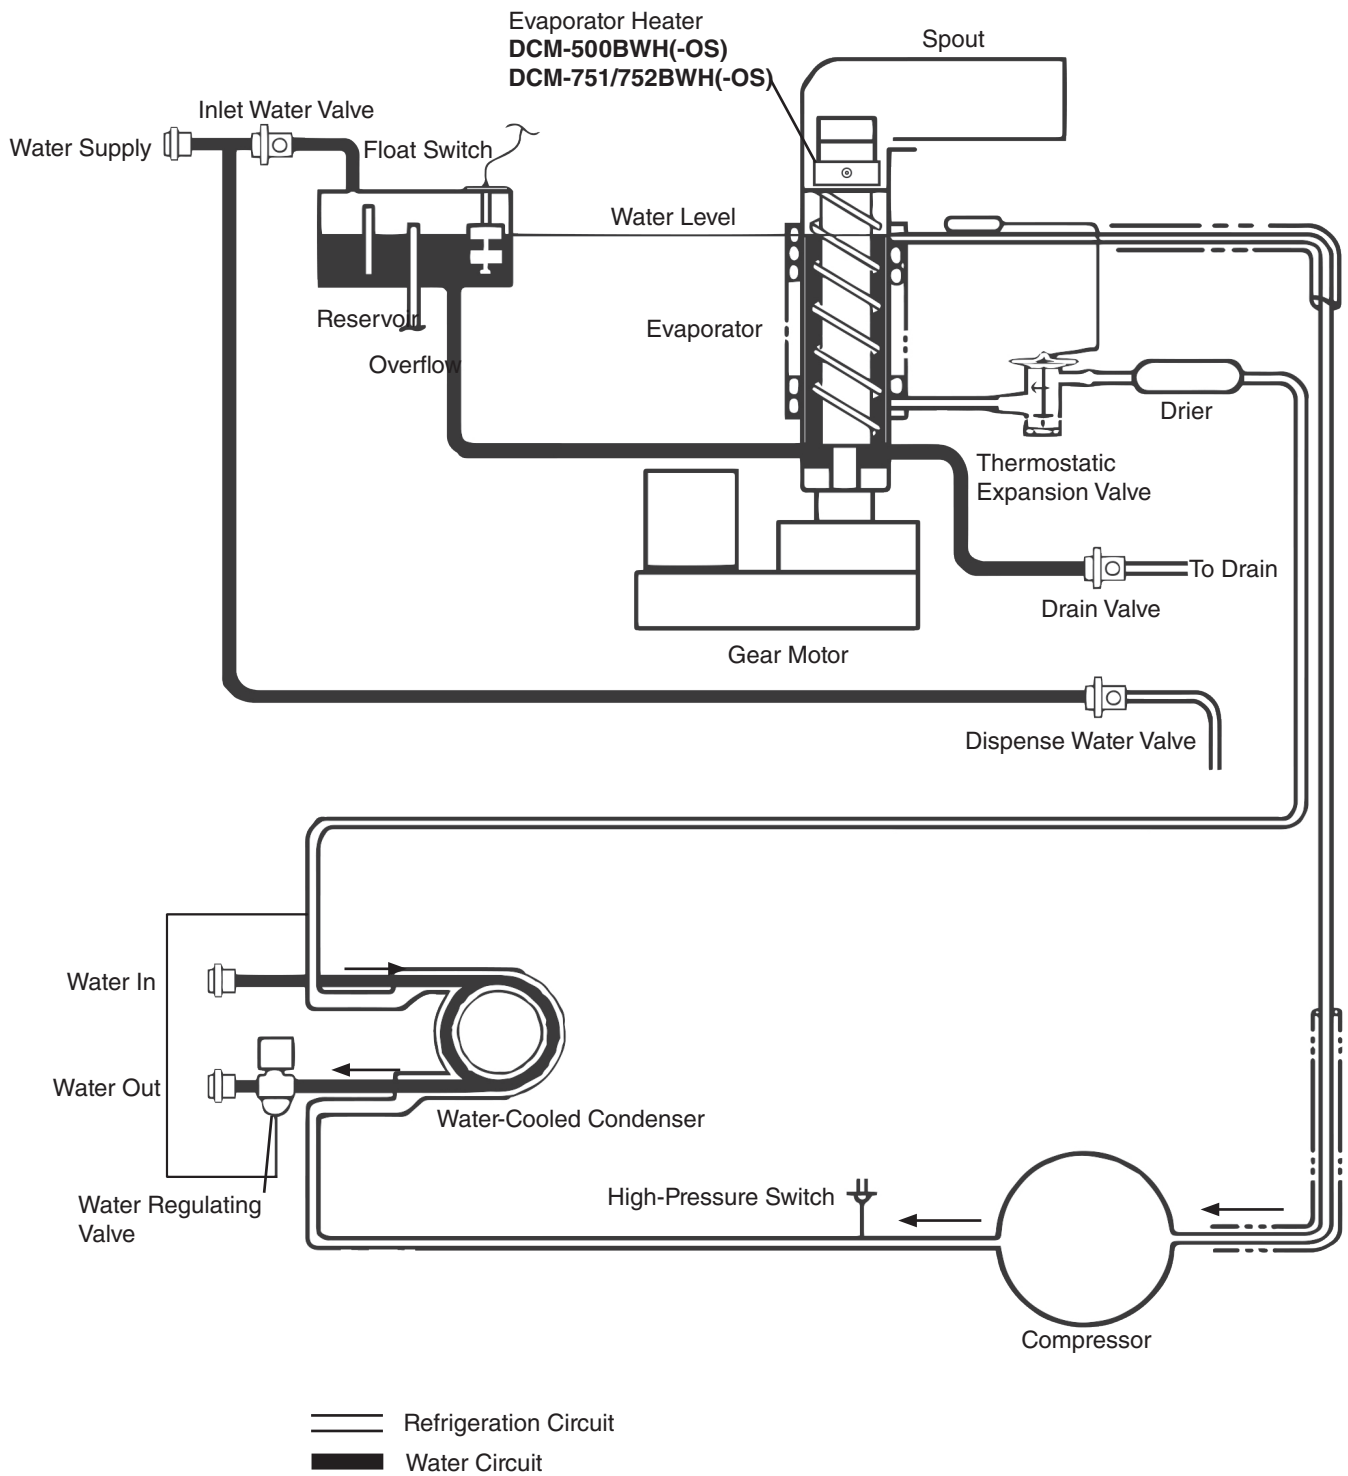 Evaporator Heater
DCM-500BWH(-OS)
DCM-751/752BWH(-OS)
Spout
Inlet Water Valve
Water Supply
Float Switch
Water Level
Reservoir
Evaporator
Overflow
Drier
Thermostatic
Expansion Valve
To Drain
Drain Valve
Gear Motor
Dispense Water Valve
Water In
Water Out
Water-Cooled Condenser
Water Regulating
Valve
High-Pressure Switch
Compressor
Refrigeration Circuit
Water Circuit